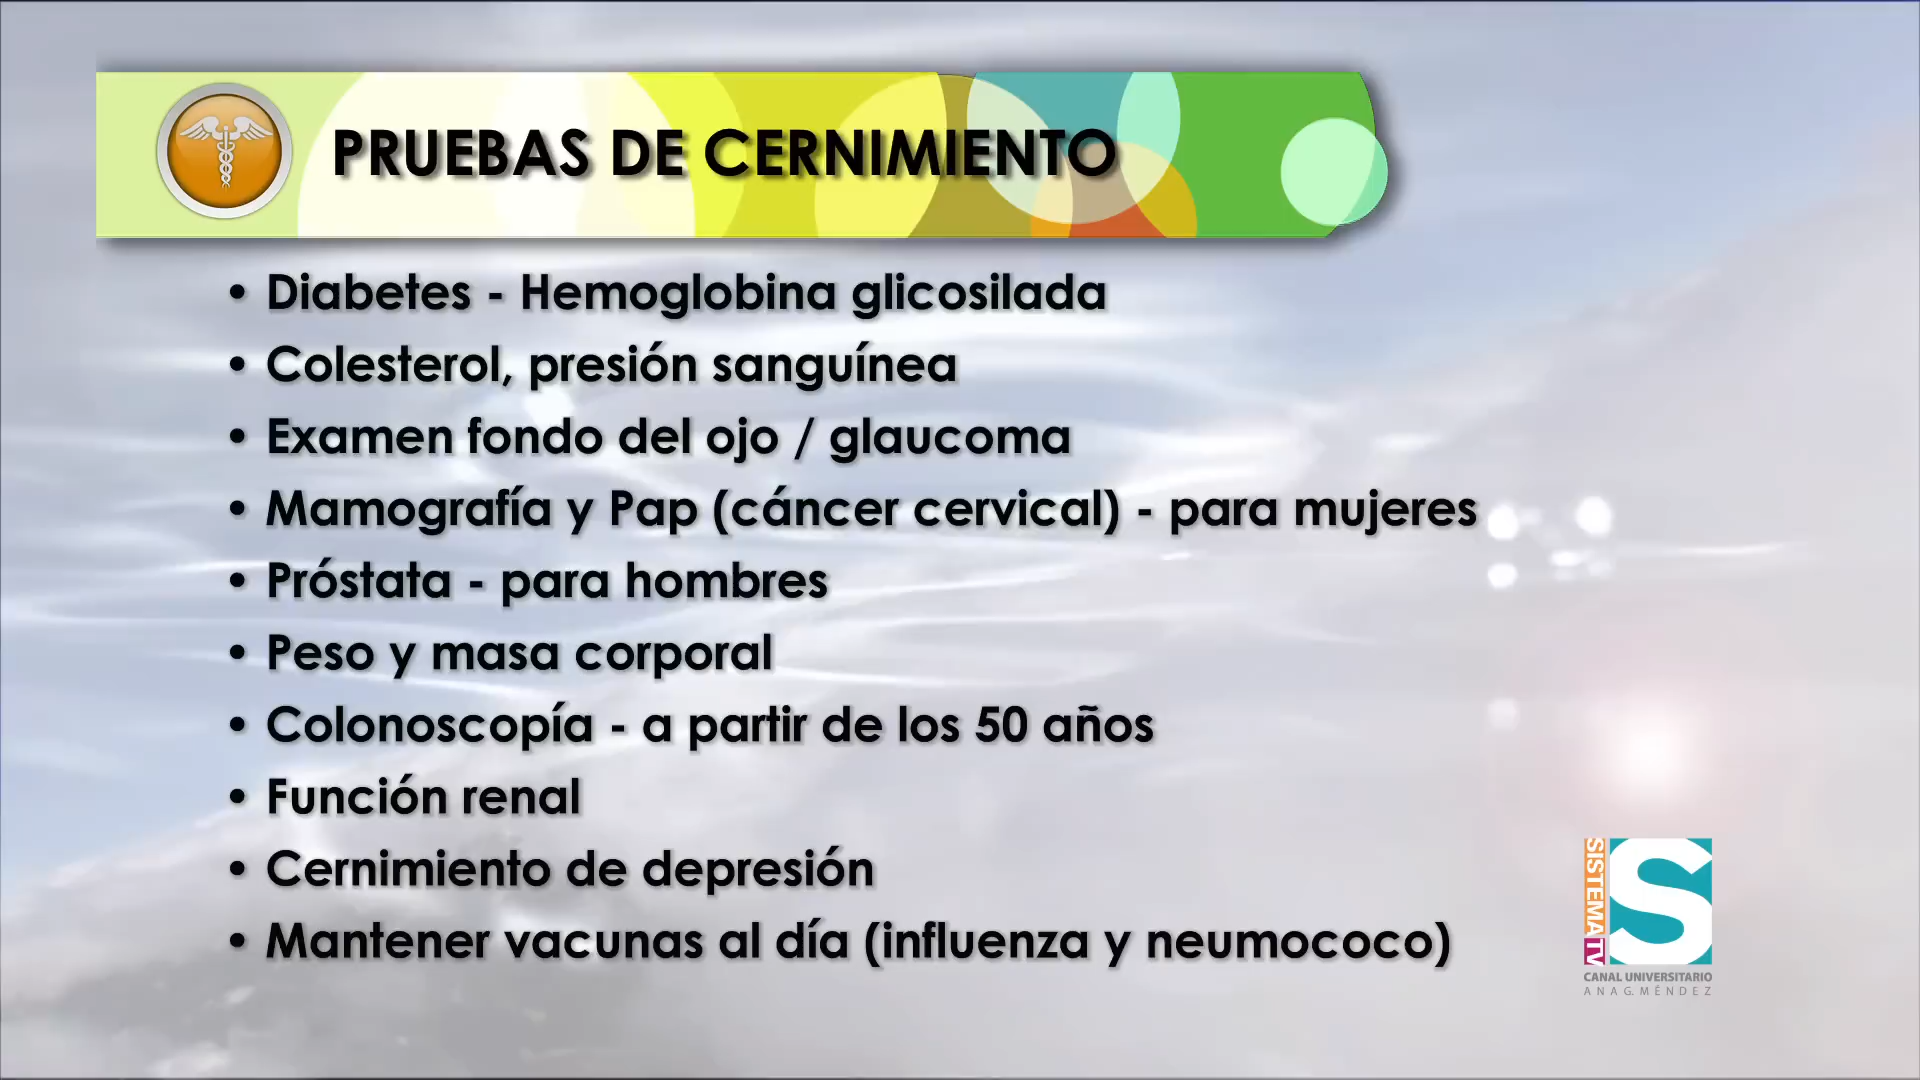 PRUEBAS DE CERNIMIENTO
• Diabetes - Hemoglobina glicosilada
• Colesterol, presión sanguínea
• Examen fondo del ojo / glaucoma
• Mamografía y Pap (cáncer cervical) - para mujeres
• Próstata - para hombres
• Peso y masa corporal
• Colonoscopía - a partir de los 50 años
• Función renal
• Cernimiento de depresión
• Mantener vacunas al día (influenza y neumococo)
SISTEMA TV
S
CANAL UNIVERSITARIO
ANA G. MÉNDEZ